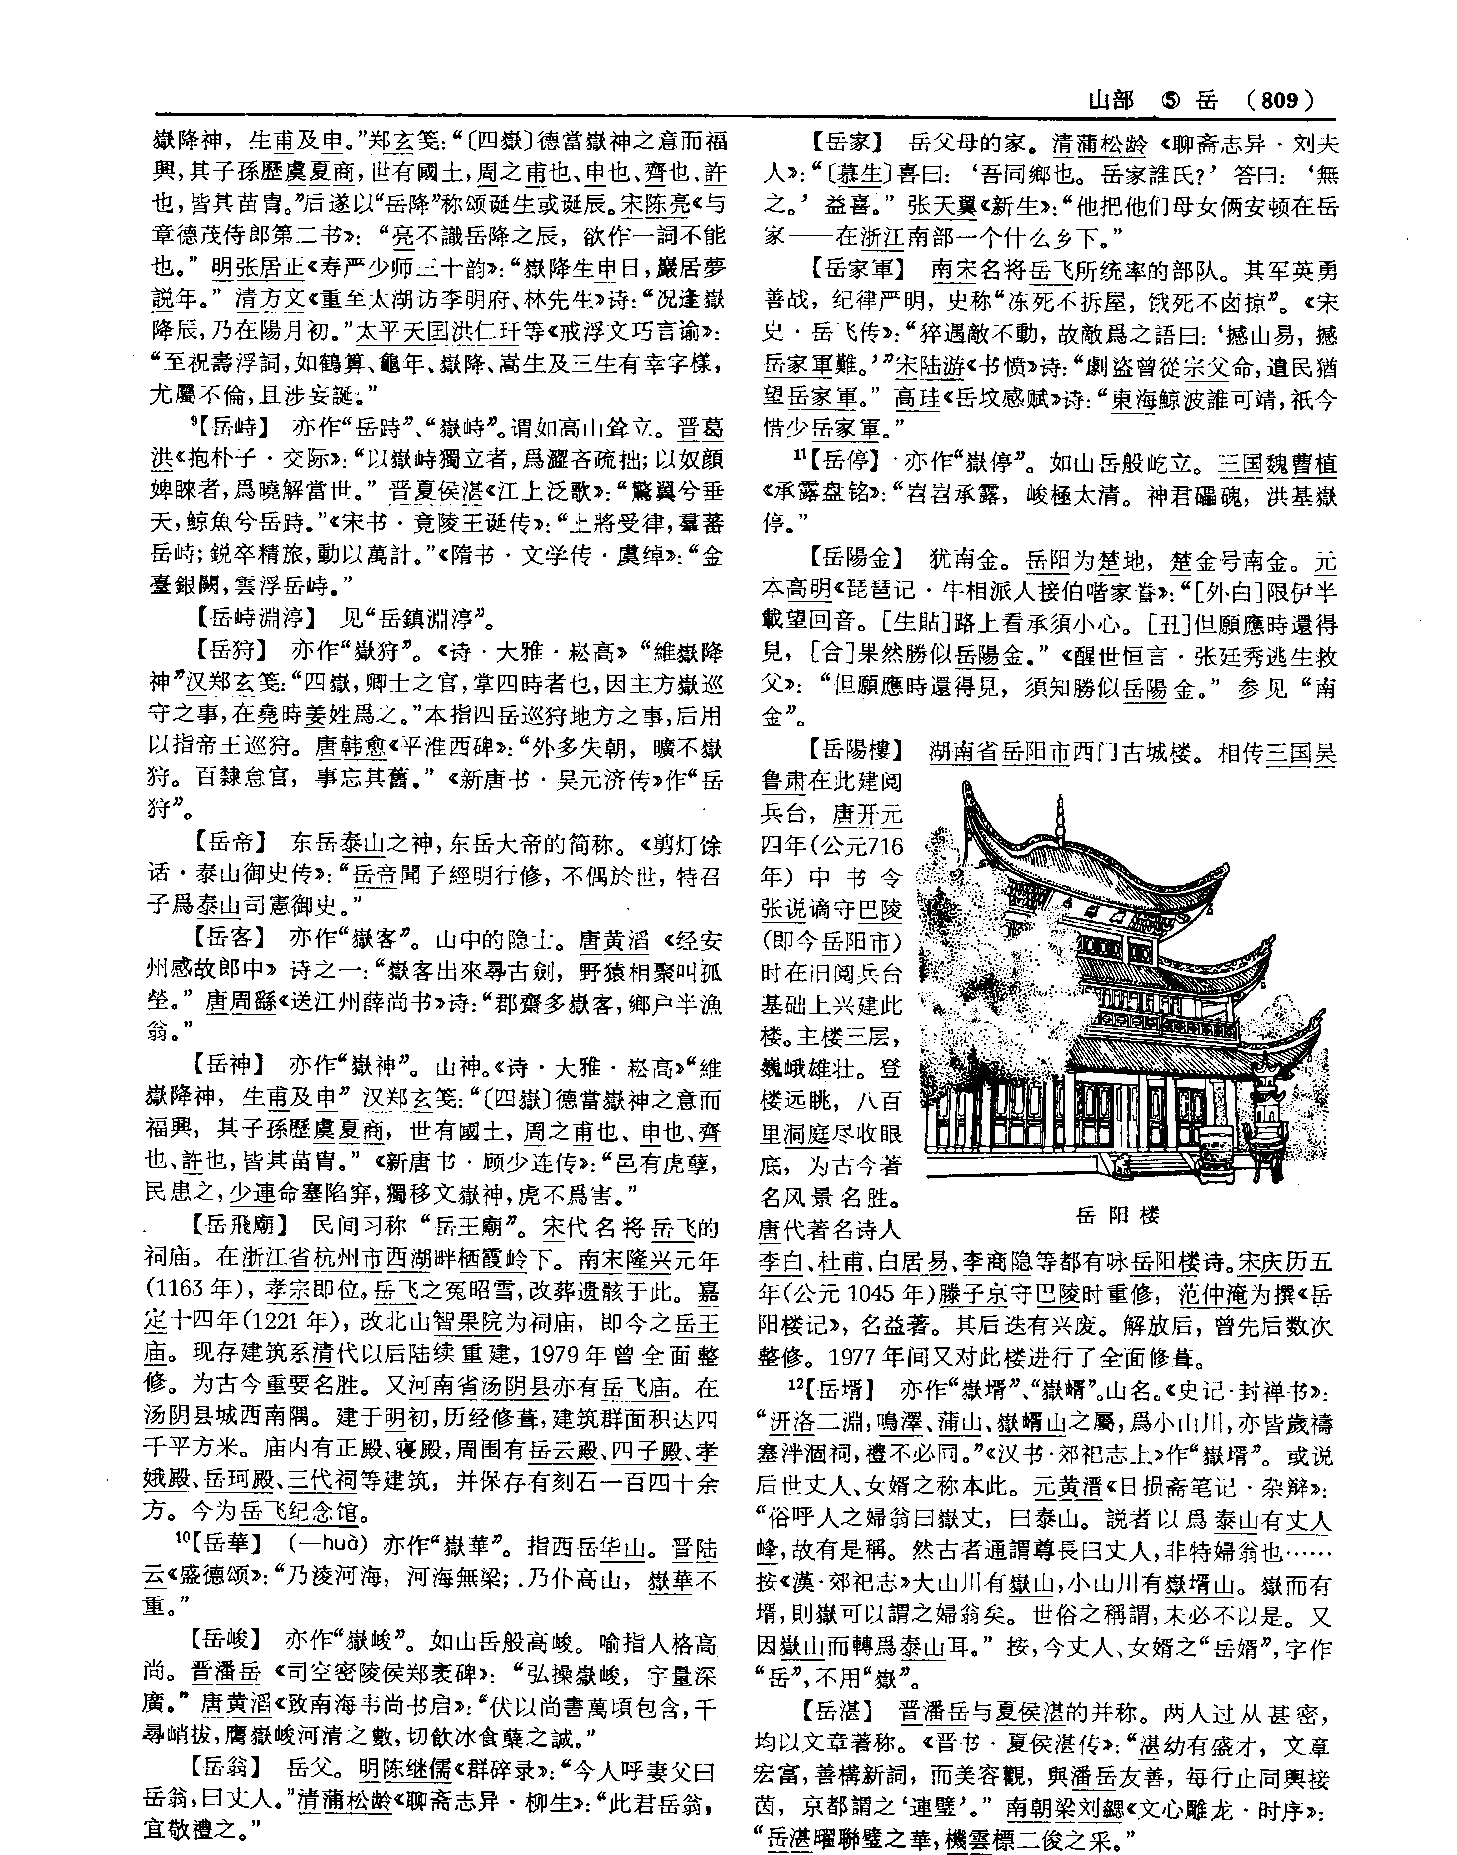 山部 ⑤ 岳 （809）
嶽降神，生甫及申。”郑玄笺：“〔四嶽〕德當嶽神之意而福
興，其子孫歷虞夏商，世有國土，周之甫也、申也、齊也、許
也，皆其苗胄。”后遂以“岳降”称颂诞生或诞辰。宋陈亮《与
章德茂侍郎第二书》：“亮不識岳降之辰，欲作一詞不能
也。”明张居正《寿严少师三十韵》：“嶽降生申日，巖居夢
説年。”清方文《重至太湖访李明府、林先生》诗：“况逢嶽
降辰，乃在陽月初。”太平天囯洪仁玕等《戒浮文巧言谕》：
“至祝壽浮詞，如鶴算、龜年、嶽降、嵩生及三生有幸字樣，
尤屬不倫，且涉妄誕。”
⁹【岳峙】 亦作“岳跱”、“嶽峙”。谓如高山耸立。晋葛
洪《抱朴子·交际》：“以嶽峙獨立者，爲澀吝疏拙；以奴顔
婢睞者，爲曉解當世。”晋夏侯湛《江上泛歌》：“鷖翼兮垂
天，鯨魚兮岳跱。”《宋书·竟陵王诞传》：“上將受律，羣蕃
岳峙；鋭卒精旅，動以萬計。”《隋书·文学传·虞绰》：“金
臺銀闕，雲浮岳峙。”
【岳峙淵渟】 见“岳鎮淵渟”。
【岳狩】 亦作“嶽狩”。《诗·大雅·崧高》“維嶽降
神”汉郑玄笺：“四嶽，卿士之官，掌四時者也，因主方嶽巡
守之事，在堯時姜姓爲之。”本指四岳巡狩地方之事，后用
以指帝王巡狩。唐韩愈《平淮西碑》：“外多失朝，曠不嶽
狩。百隸怠官，事忘其舊。”《新唐书·吴元济传》作“岳
狩”。
【岳帝】 东岳泰山之神，东岳大帝的简称。《剪灯馀
话·泰山御史传》：“岳帝聞子經明行修，不偶於世，特召
子爲泰山司憲御史。”
【岳客】 亦作“嶽客”。山中的隐士。唐黄滔《经安
州感故郎中》诗之一：“嶽客出來尋古劍，野猿相聚叫孤
塋。”唐周繇《送江州薛尚书》诗：“郡齋多嶽客，鄉户半漁
翁。”
【岳神】 亦作“嶽神”。山神。《诗·大雅·崧高》“維
嶽降神，生甫及申”汉郑玄笺：“〔四嶽〕德當嶽神之意而
福興，其子孫歷虞夏商，世有國土，周之甫也、申也、齊
也、許也，皆其苗胄。”《新唐书·顾少连传》：“邑有虎孽，
民患之，少連命塞陷穽，獨移文嶽神，虎不爲害。”
【岳飛廟】 民间习称“岳王廟”。宋代名将岳飞的
祠庙。在浙江省杭州市西湖畔栖霞岭下。南宋隆兴元年
（1163年），孝宗即位，岳飞之冤昭雪，改葬遗骸于此。嘉
定十四年（1221年），改北山智果院为祠庙，即今之岳王
庙。现存建筑系清代以后陆续重建，1979年曾全面整
修。为古今重要名胜。又河南省汤阴县亦有岳飞庙。在
汤阴县城西南隅。建于明初，历经修葺，建筑群面积达四
千平方米。庙内有正殿、寝殿，周围有岳云殿、四子殿、孝
娥殿、岳珂殿、三代祠等建筑，并保存有刻石一百四十余
方。今为岳飞纪念馆。
¹⁰【岳華】 （—huà）亦作“嶽華”。指西岳华山。晋陆
云《盛德颂》：“乃淩河海，河海無梁；乃仆高山，嶽華不
重。”
【岳峻】 亦作“嶽峻”。如山岳般高峻。喻指人格高
尚。晋潘岳《司空密陵侯郑袤碑》：“弘操嶽峻，宇量深
廣。”唐黄滔《致南海韦尚书启》：“伏以尚書萬頃包含，千
尋峭拔，膺嶽峻河清之數，切飲冰食蘗之誠。”
【岳翁】 岳父。明陈继儒《群碎录》：“今人呼妻父曰
岳翁，曰丈人。”清蒲松龄《聊斋志异·柳生》：“此君岳翁，
宜敬禮之。”
【岳家】 岳父母的家。清蒲松龄《聊斋志异·刘夫
人》：“〔慕生〕喜曰：‘吾同鄉也。岳家誰氏？’答曰：‘無
之。’益喜。”张天翼《新生》：“他把他们母女俩安顿在岳
家——在浙江南部一个什么乡下。”
【岳家軍】 南宋名将岳飞所统率的部队。其军英勇
善战，纪律严明，史称“冻死不拆屋，饿死不卤掠”。《宋
史·岳飞传》：“猝遇敵不動，故敵爲之語曰：‘撼山易，撼
岳家軍難。’”宋陆游《书愤》诗：“劇盜曾從宗父命，遺民猶
望岳家軍。”高珪《岳坟感赋》诗：“東海鯨波誰可靖，祇今
惜少岳家軍。”
¹¹【岳停】 亦作“嶽停”。如山岳般屹立。三国魏曹植
《承露盘铭》：“岧岧承露，峻極太清。神君礧磈，洪基嶽
停。”
【岳陽金】 犹南金。岳阳为楚地，楚金号南金。元
本高明《琵琶记·牛相派人接伯喈家眷》：“［外白］限伊半
載望回音。［生貼］路上看承須小心。［丑］但願應時還得
見，［合］果然勝似岳陽金。”《醒世恒言·张廷秀逃生救
父》：“但願應時還得見，須知勝似岳陽金。”参见“南
金”。
【岳陽樓】 湖南省岳阳市西门古城楼。相传三国吴
鲁肃在此建阅
兵台，唐开元
四年（公元716
年）中书令
张说谪守巴陵
（即今岳阳市）
时在旧阅兵台
基础上兴建此
楼。主楼三层，
巍峨雄壮。登
楼远眺，八百
里洞庭尽收眼
底，为古今著
名风景名胜。
唐代著名诗人
岳阳楼
李白、杜甫、白居易、李商隐等都有咏岳阳楼诗。宋庆历五
年（公元1045年）滕子京守巴陵时重修，范仲淹为撰《岳
阳楼记》，名益著。其后迭有兴废。解放后，曾先后数次
整修。1977年间又对此楼进行了全面修葺。
¹²【岳壻】 亦作“嶽壻”、“嶽㛂”。山名。《史记·封禅书》：
“汧洛二淵，鳴澤、蒲山、嶽㛂山之屬，爲小山川，亦皆歲禱
塞泮涸祠，禮不必同。”《汉书·郊祀志上》作“嶽壻”。或说
后世丈人、女婿之称本此。元黄溍《日损斋笔记·杂辩》：
“俗呼人之婦翁曰嶽丈，曰泰山。説者以爲泰山有丈人
峰，故有是稱。然古者通謂尊長曰丈人，非特婦翁也……
按《漢·郊祀志》大山川有嶽山，小山川有嶽壻山。嶽而有
壻，則嶽可以謂之婦翁矣。世俗之稱謂，未必不以是。又
因嶽山而轉爲泰山耳。”按，今丈人、女婿之“岳婿”，字作
“岳”，不用“嶽”。
【岳湛】 晋潘岳与夏侯湛的并称。两人过从甚密，
均以文章著称。《晋书·夏侯湛传》：“湛幼有盛才，文章
宏富，善構新詞，而美容觀，與潘岳友善，每行止同輿接
茵，京都謂之‘連璧’。”南朝梁刘勰《文心雕龙·时序》：
“岳湛曜聯璧之華，機雲標二俊之采。”